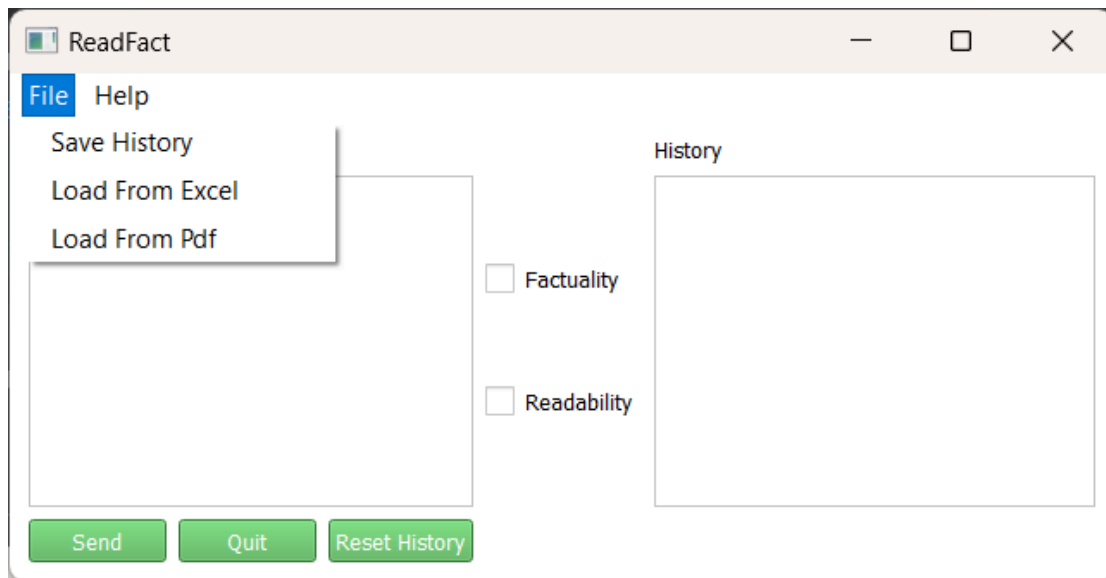 ReadFact
File Help
Save History
Load From Excel
Load From Pdf
History
Factuality
Readability
Send Quit Reset History